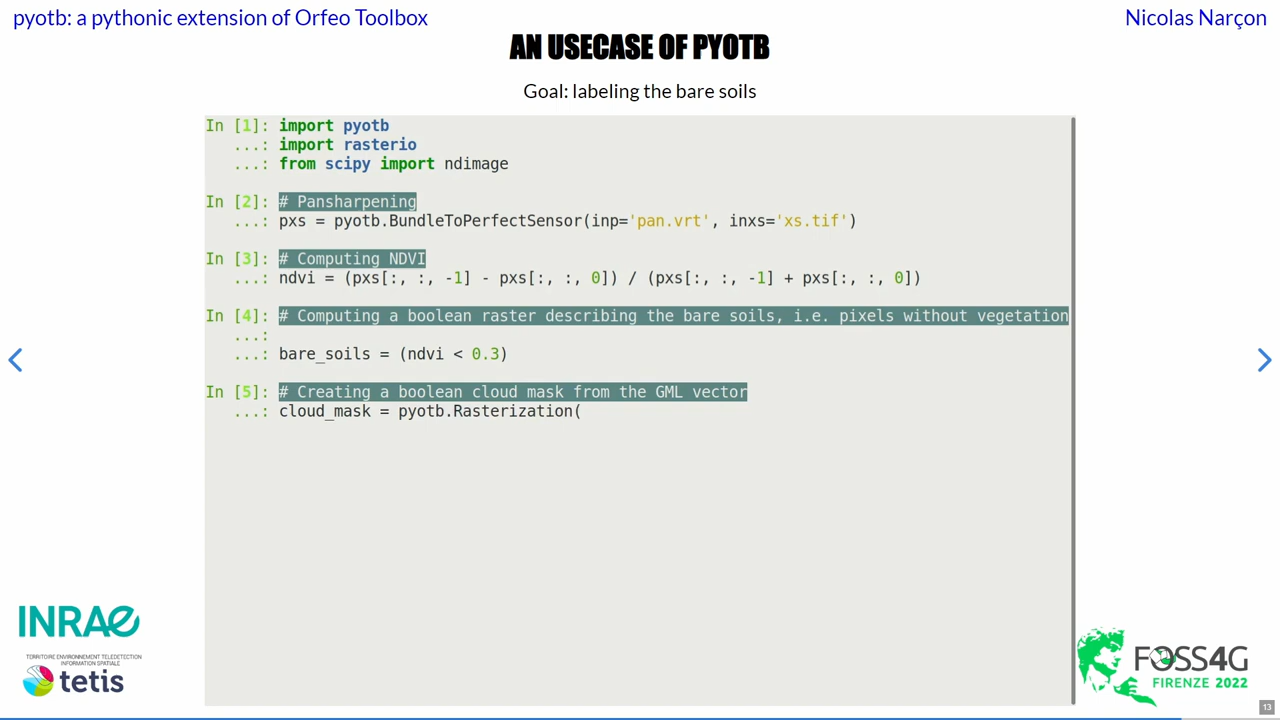 pyotb: a pythonic extension of Orfeo Toolbox
Nicolas Narçon
AN USECASE OF PYOTB
Goal: labeling the bare soils
In [1]: import pyotb
...: import rasterio
...: from scipy import ndimage
In [2]: # Pansharpening
...: pxs = pyotb.BundleToPerfectSensor(inp='pan.vrt', inxs='xs.tif')
In [3]: # Computing NDVI
...: ndvi = (pxs[:, :, -1] - pxs[:, :, 0]) / (pxs[:, :, -1] + pxs[:, :, 0])
In [4]: # Computing a boolean raster describing the bare soils, i.e. pixels without vegetation
...:
...: bare_soils = (ndvi < 0.3)
In [5]: # Creating a boolean cloud mask from the GML vector
...: cloud_mask = pyotb.Rasterization(
INRAE
TERRITOIRE ENVIRONNEMENT TELEDETECTION
INFORMATION SPATIALE
tetis
FOSS4G
FIRENZE 2022
13